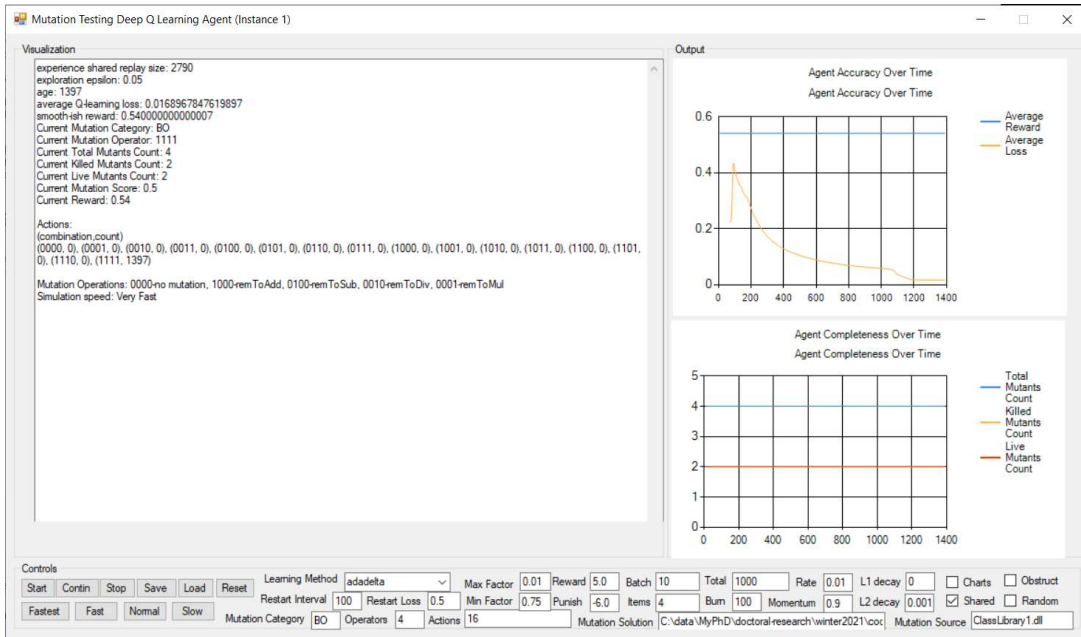 Mutation Testing Deep Q Learning Agent (Instance 1)
Visualization
experience shared replay size: 2790
exploration epsilon: 0.05
age: 1397
average Q-learning loss: 0.0168967847619897
smooth-ish reward: 0.540000000000007
Current Mutation Category: BO
Current Mutation Operator: 1111
Current Total Mutants Count: 4
Current Killed Mutants Count: 2
Current Live Mutants Count: 2
Current Mutation Score: 0.5
Current Reward: 0.54
Actions:
(combination,count)
(0000, 0), (0001, 0), (0010, 0), (0011, 0), (0100, 0), (0101, 0), (0110, 0), (0111, 0), (1000, 0), (1001, 0), (1010, 0), (1011, 0), (1100, 0), (1101,
0), (1110, 0), (1111, 1397)
Mutation Operations: 0000-no mutation, 1000-remToAdd, 0100-remToSub, 0010-remToDiv, 0001-remToMul
Simulation speed: Very Fast
Output
Agent Accuracy Over Time
Agent Accuracy Over Time
0.6
0.4
0.2
0
0 200 400 600 800 1000 1200 1400
Average
Reward
Average
Loss
Agent Completeness Over Time
Agent Completeness Over Time
5
4
3
2
1
0
0 200 400 600 800 1000 1200 1400
Total
Mutants
Count
Killed
Mutants
Count
Live
Mutants
Count
Controls
Start Contin Stop Save Load Reset Learning Method adadelta Max Factor 0.01 Reward 5.0 Batch 10 Total 1000 Rate 0.01 L1 decay 0 Charts Obstruct
Fastest Fast Normal Slow Restart Interval 100 Restart Loss 0.5 Min Factor 0.75 Punish -6.0 Items 4 Burn 100 Momentum 0.9 L2 decay 0.001 Shared Random
Mutation Category BO Operators 4 Actions 16 Mutation Solution C:\data\MyPhD\doctoral-research\winter2021\coc Mutation Source ClassLibrary1.dll